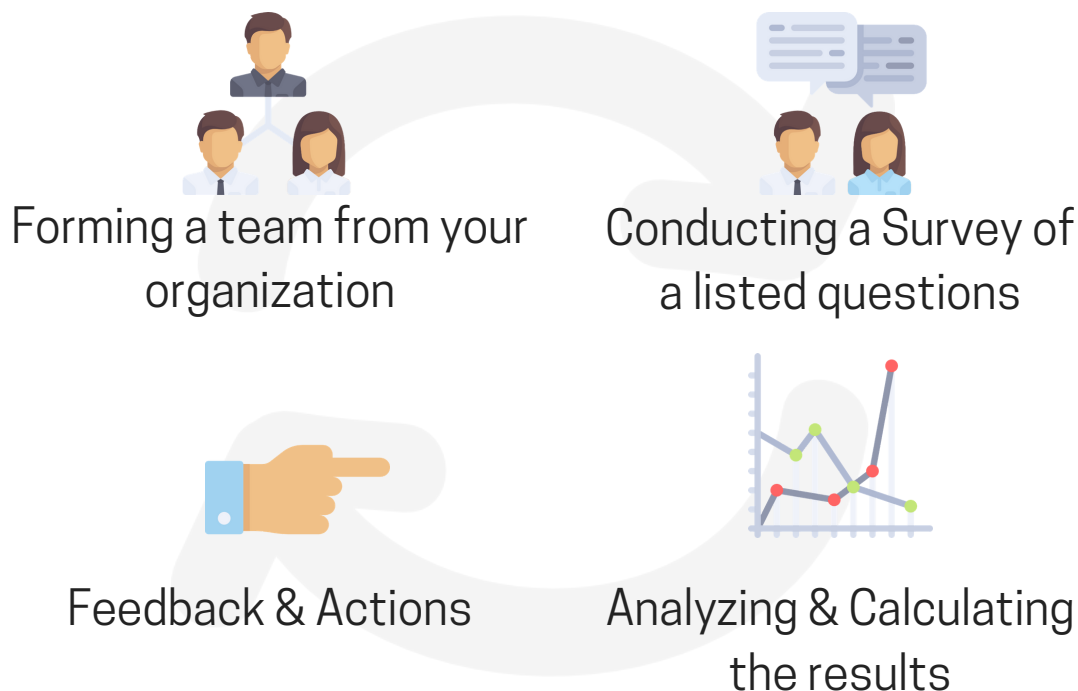 Forming a team from your
organization
Conducting a Survey of
a listed questions
Feedback & Actions
Analyzing & Calculating
the results